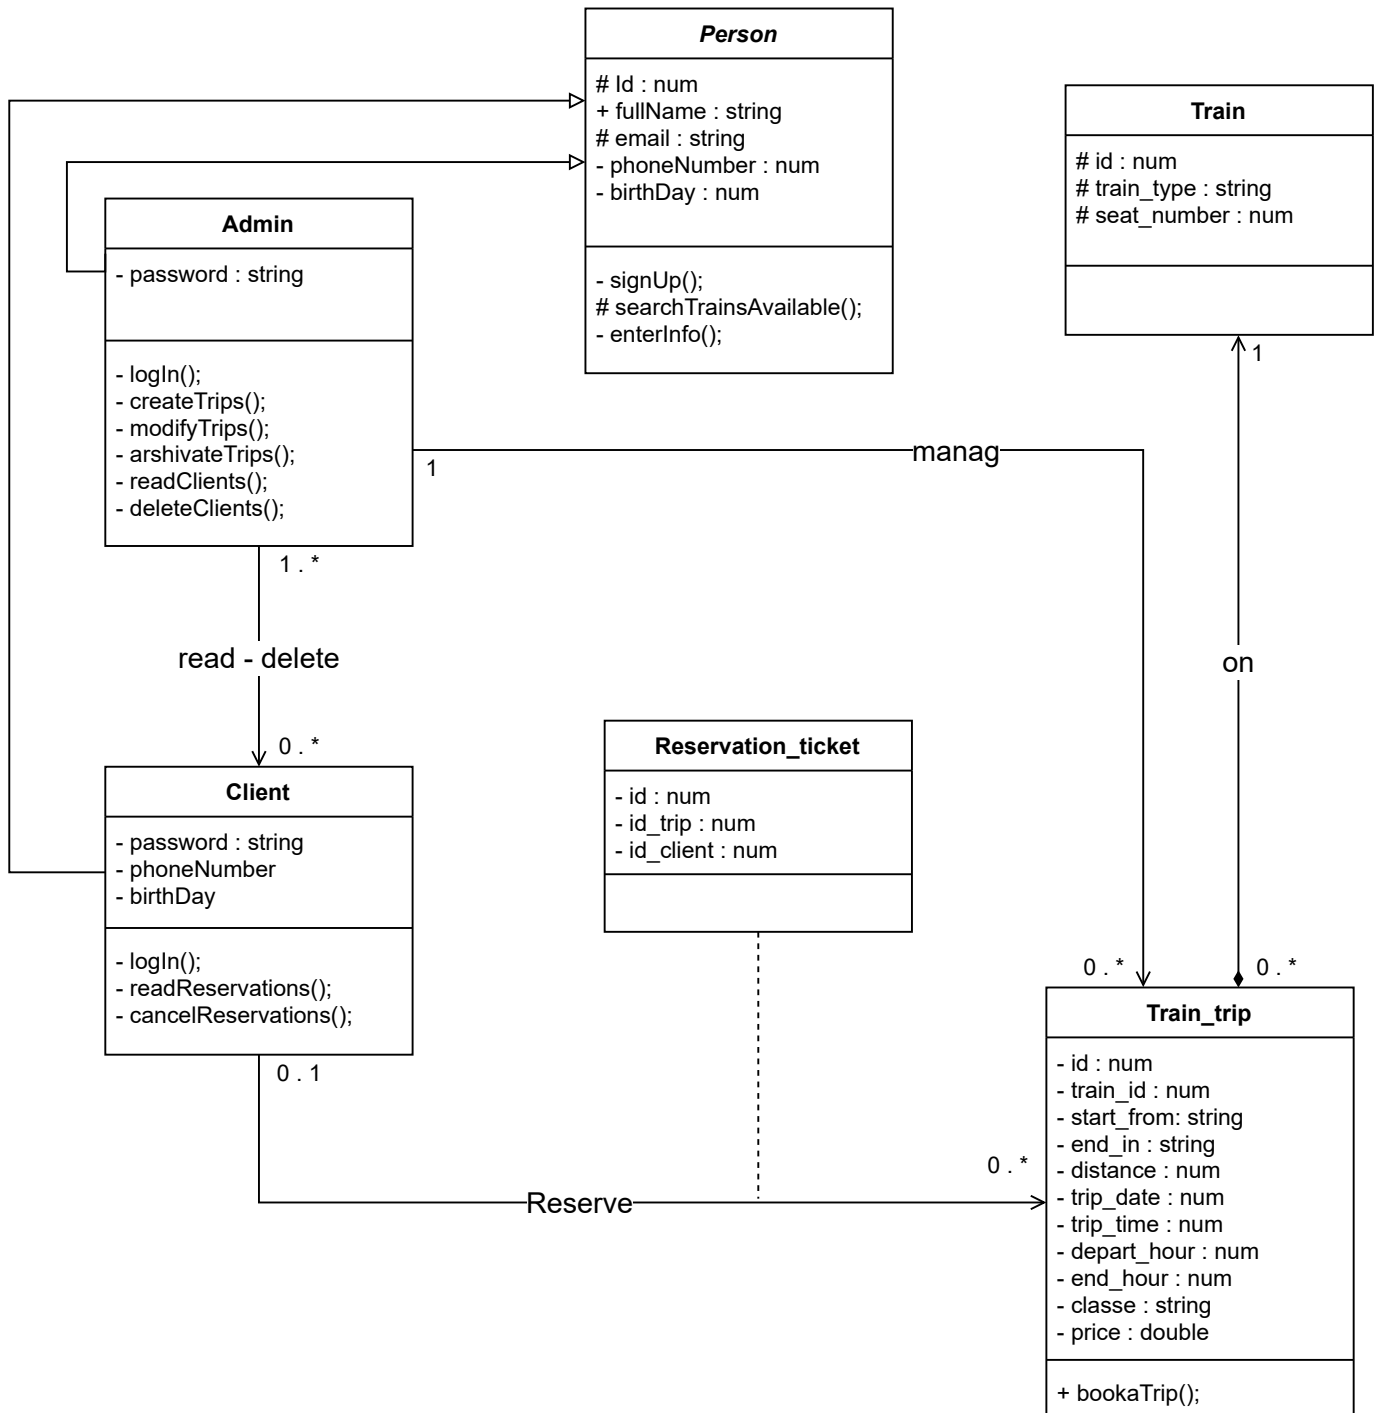 Person
# Id : num
+ fullName : string
# email : string
- phoneNumber : num
- birthDay : num
- signUp();
# searchTrainsAvailable();
- enterInfo();
Train
# id : num
# train_type : string
# seat_number : num
1
Admin
- password : string
- logIn();
- createTrips();
- modifyTrips();
- arshivateTrips();
- readClients();
- deleteClients();
1
manag
1 . *
read - delete
on
0 . *
Client
- password : string
- phoneNumber
- birthDay
- logIn();
- readReservations();
- cancelReservations();
0 . 1
Reservation_ticket
- id : num
- id_trip : num
- id_client : num
0 . *
0 . *
Train_trip
- id : num
- train_id : num
- start_from: string
- end_in : string
- distance : num
- trip_date : num
- trip_time : num
- depart_hour : num
- end_hour : num
- classe : string
- price : double
+ bookaTrip();
0 . *
Reserve